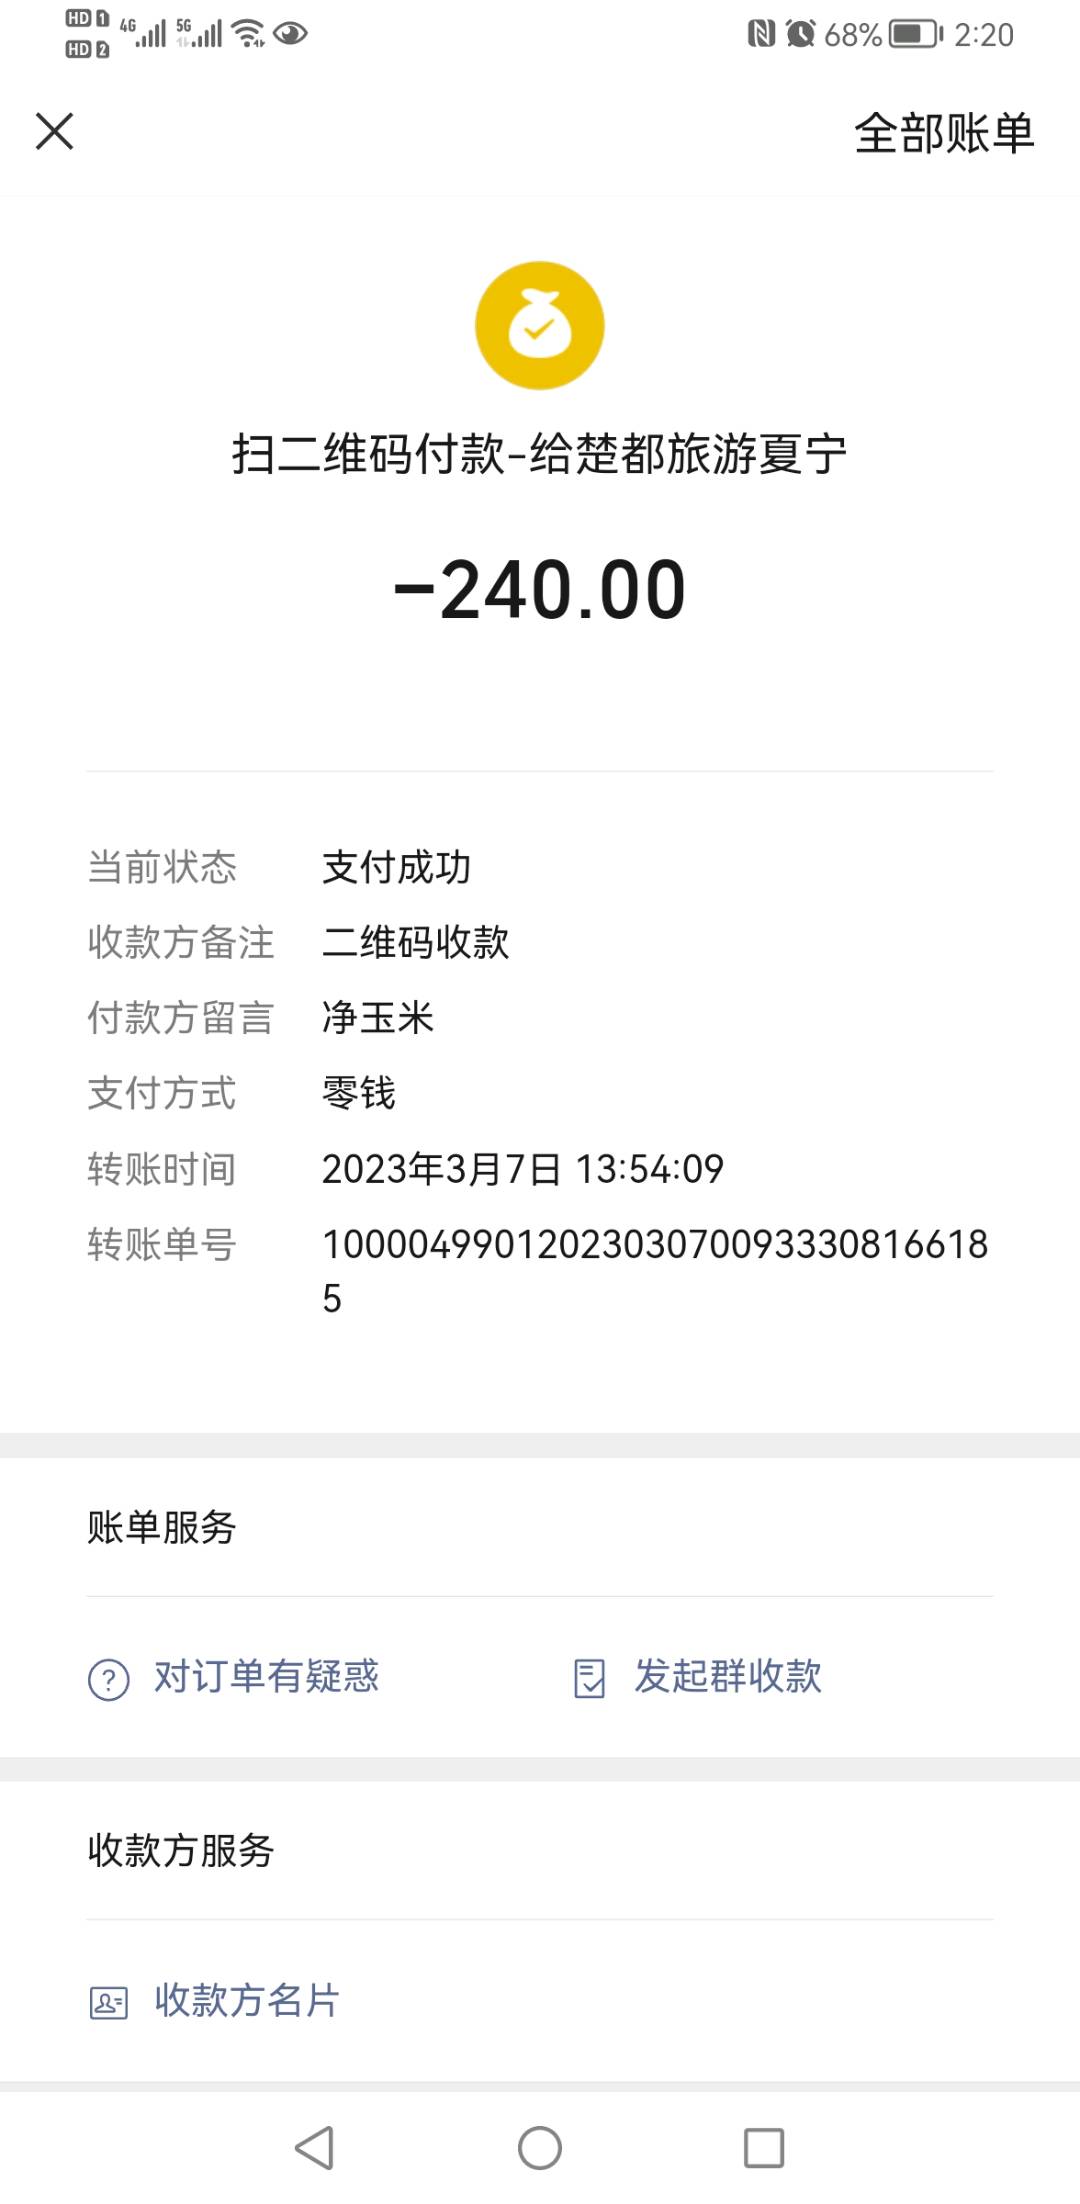 HD 1 4G 5G 68% 2:20
HD 2
全部账单
扫二维码付款-给楚都旅游夏宁
-240.00
当前状态 支付成功
收款方备注 二维码收款
付款方留言 净玉米
支付方式 零钱
转账时间 2023年3月7日 13:54:09
转账单号 1000049901202303070093330816618
5
账单服务
对订单有疑惑 发起群收款
收款方服务
收款方名片